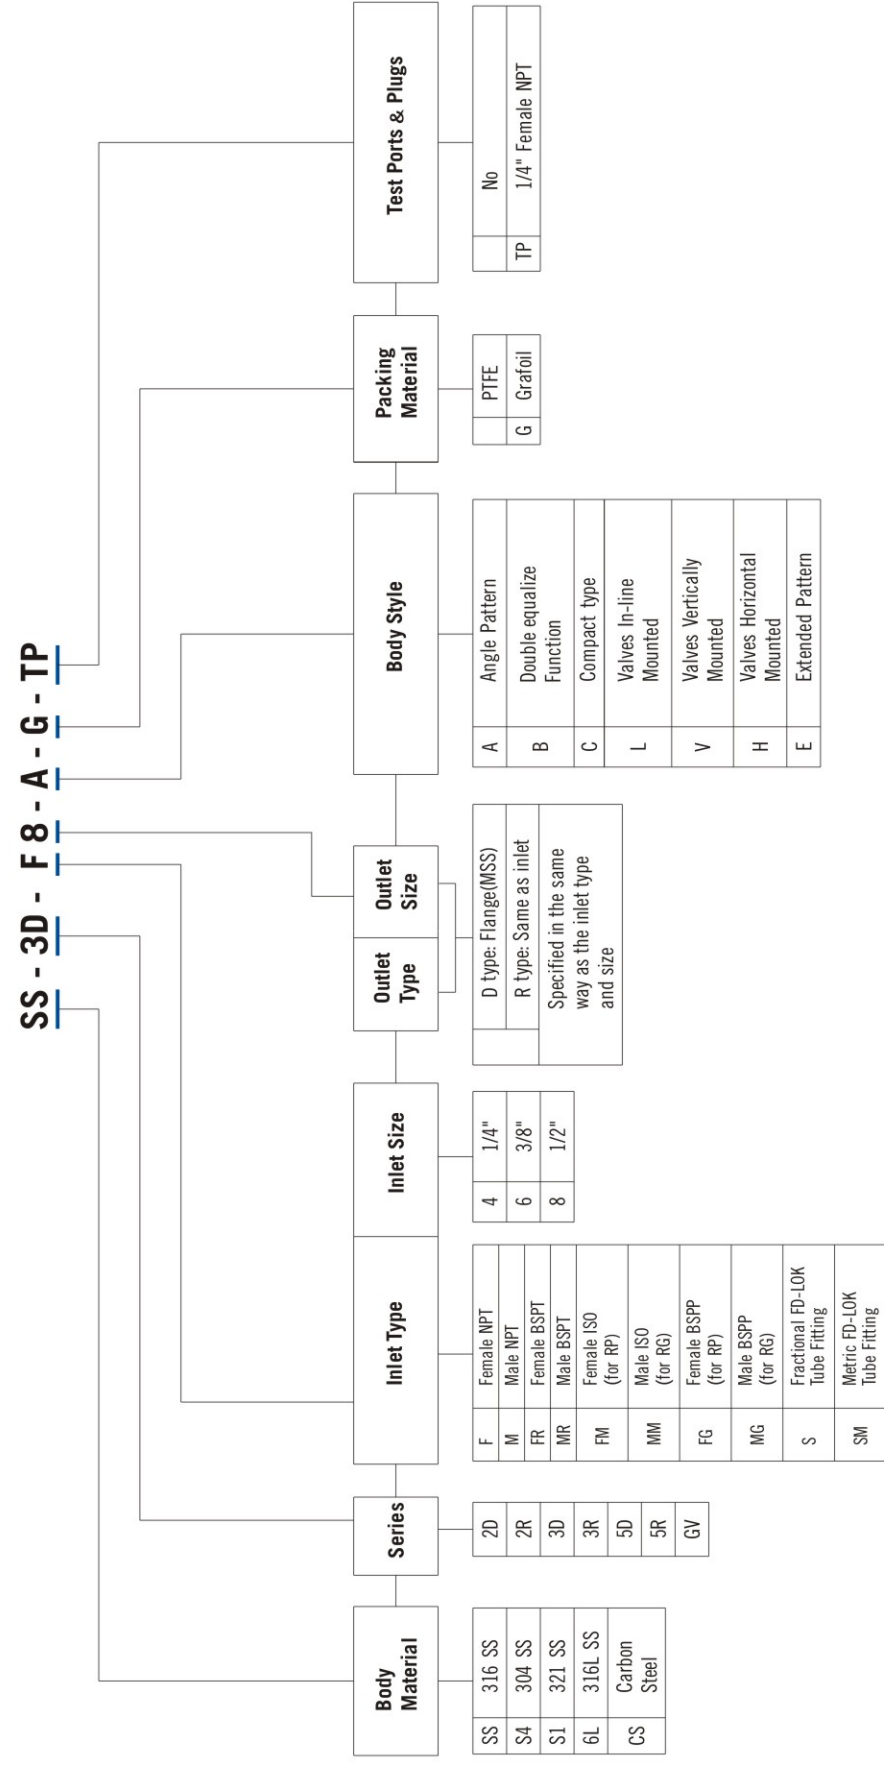 SS - 3D - F 8 - A - G - TP
Body
Material
Series
Inlet Type
Inlet Size
Outlet
Type
Outlet
Size
Body Style
Packing
Material
Test Ports & Plugs
SS 316 SS
S4 304 SS
S1 321 SS
6L 316L SS
CS Carbon
Steel
2D
2R
3D
3R
5D
5R
GV
F Female NPT
M Male NPT
FR Female BSPT
MR Male BSPT
FM Female ISO
(for RP)
MM Male ISO
(for RG)
FG Female BSPP
(for RP)
MG Male BSPP
(for RG)
S Fractional FD-LOK
Tube Fitting
SM Metric FD-LOK
Tube Fitting
4 1/4"
6 3/8"
8 1/2"
D type: Flange(MSS)
R type: Same as inlet
Specified in the same
way as the inlet type
and size
A Angle Pattern
B Double equalize
Function
C Compact type
L Valves In-line
Mounted
V Valves Vertically
Mounted
H Valves Horizontal
Mounted
E Extended Pattern
PTFE
G Grafoil
No
TP 1/4" Female NPT